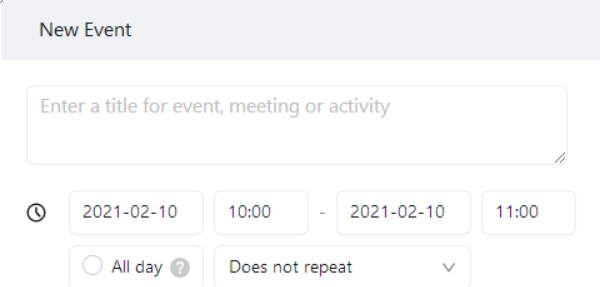 New Event
Enter a title for event, meeting or activity
2021-02-10 10:00 - 2021-02-10 11:00
All day ? Does not repeat